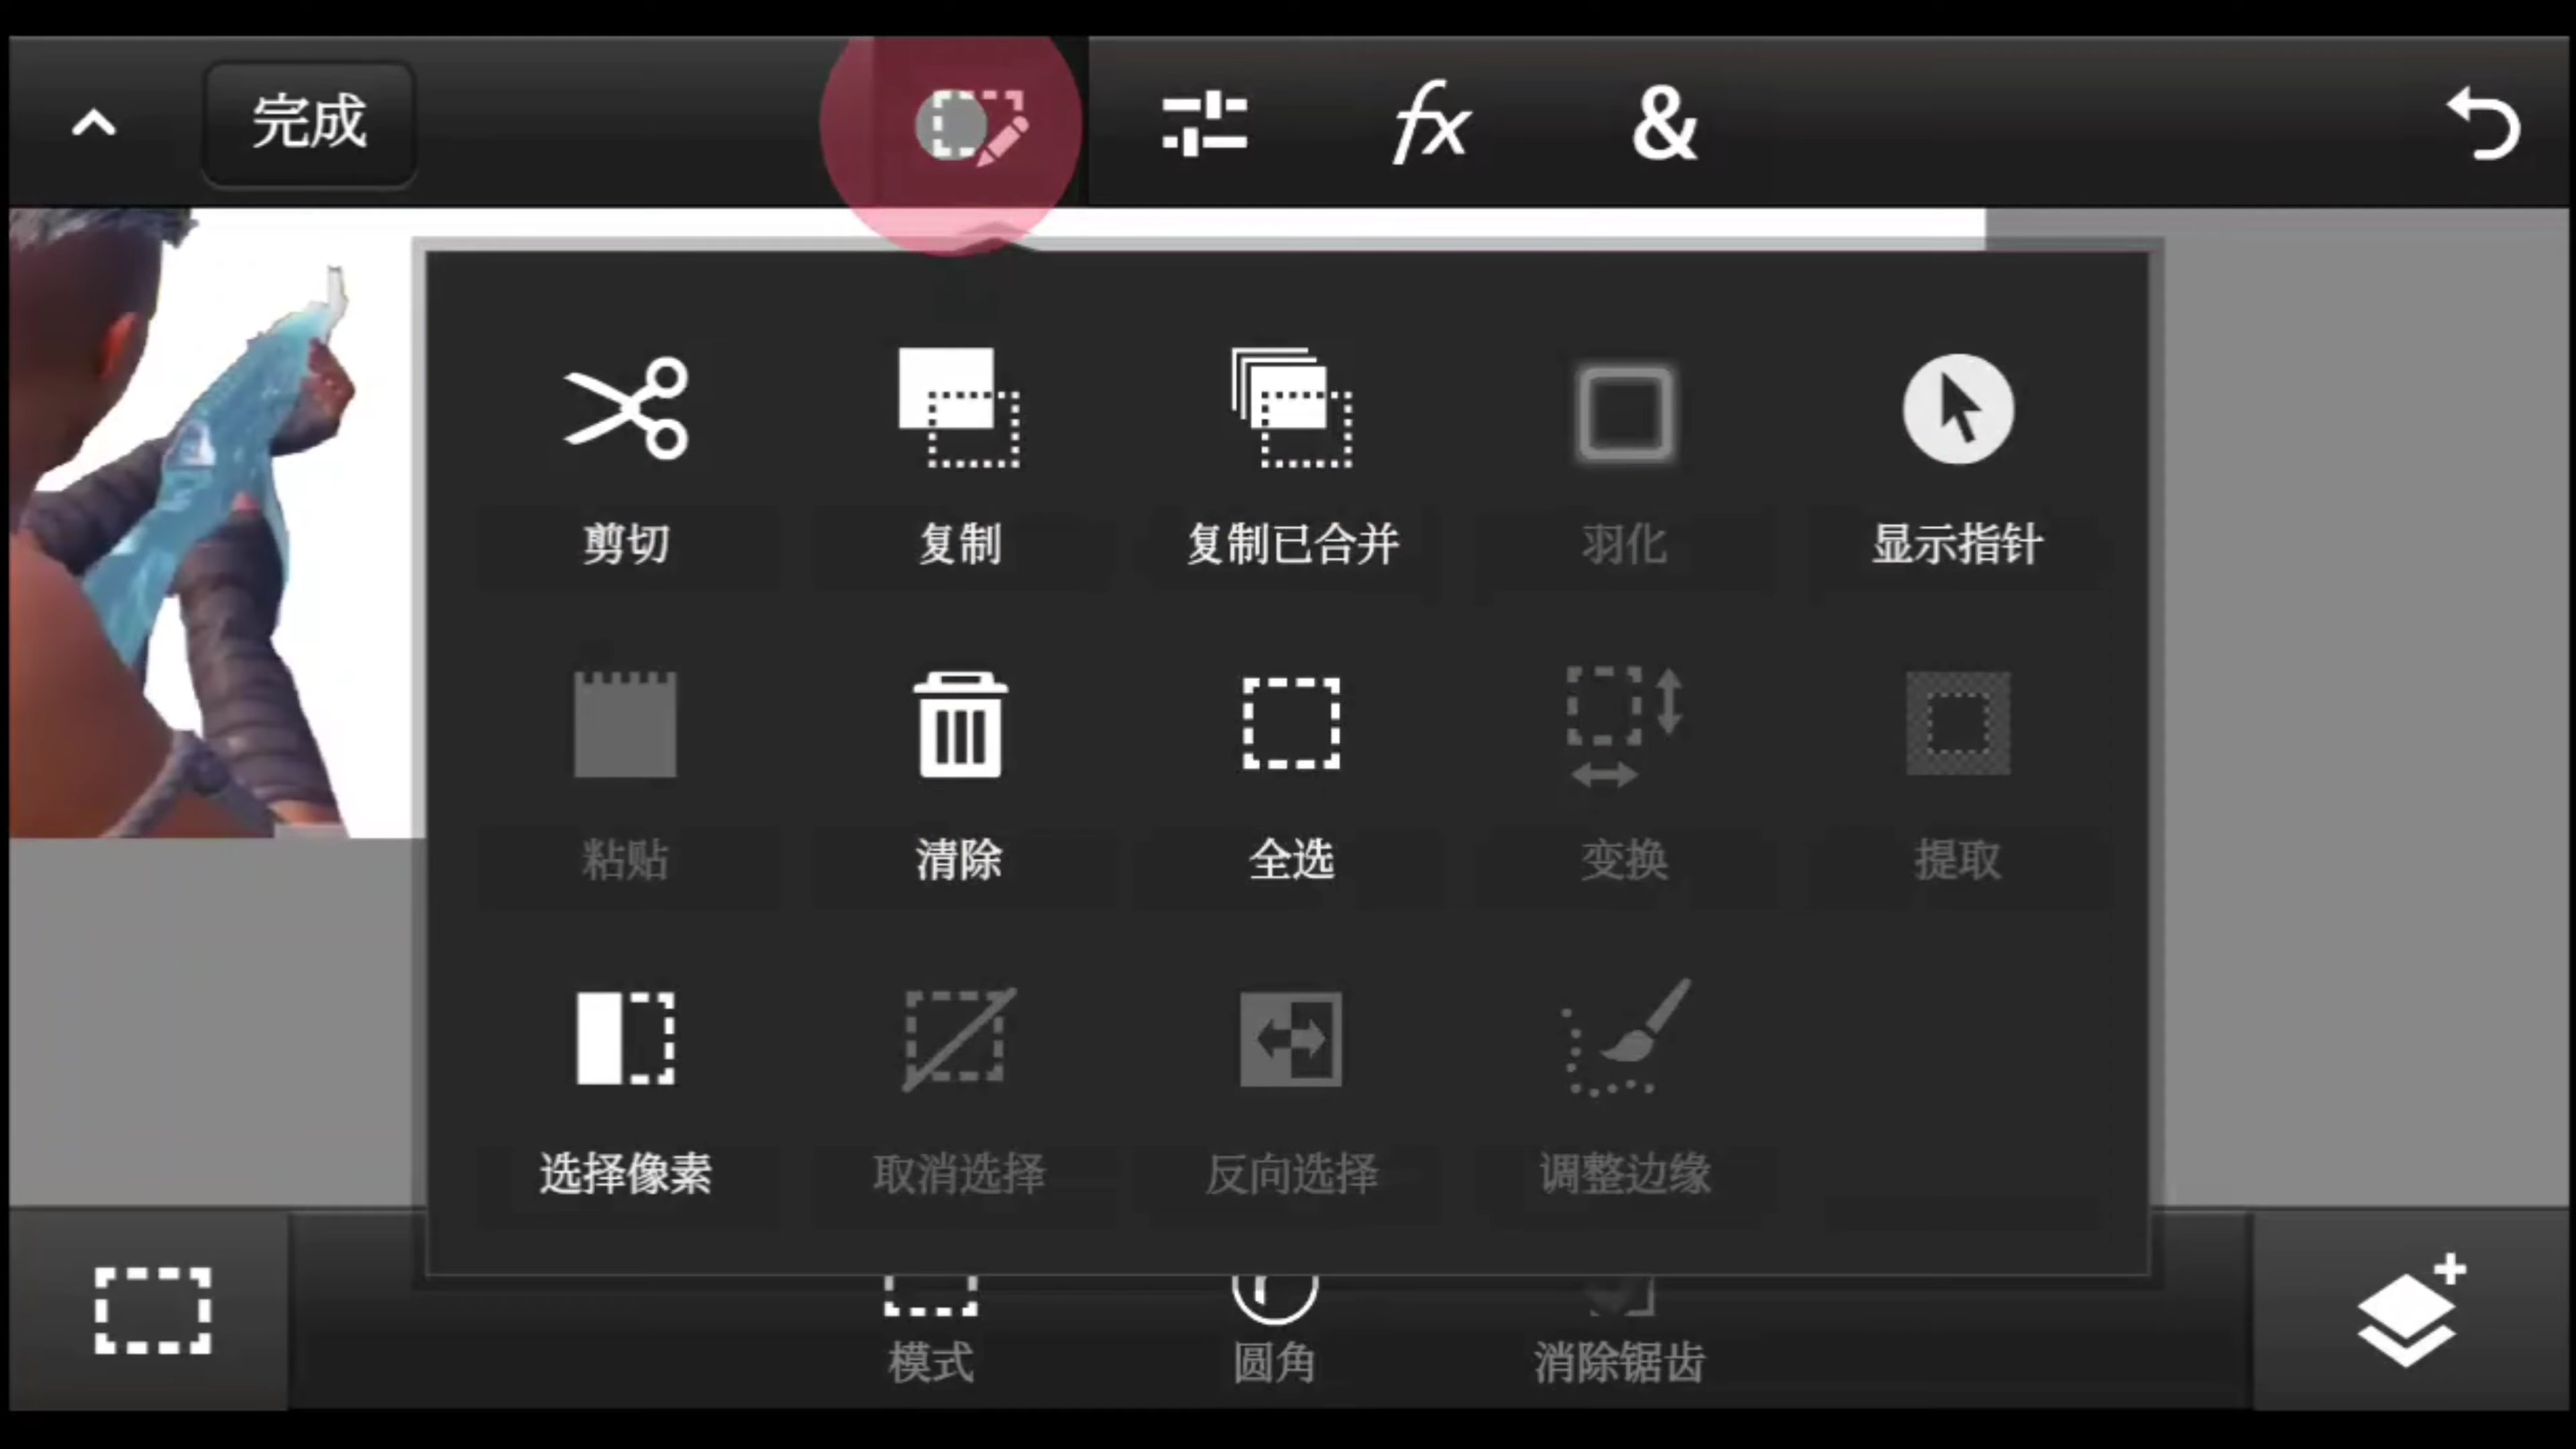 完成
fx
&
剪切
复制
复制已合并
羽化
显示指针
粘贴
清除
全选
变换
提取
选择像素
取消选择
反向选择
调整边缘
模式
圆角
消除锯齿